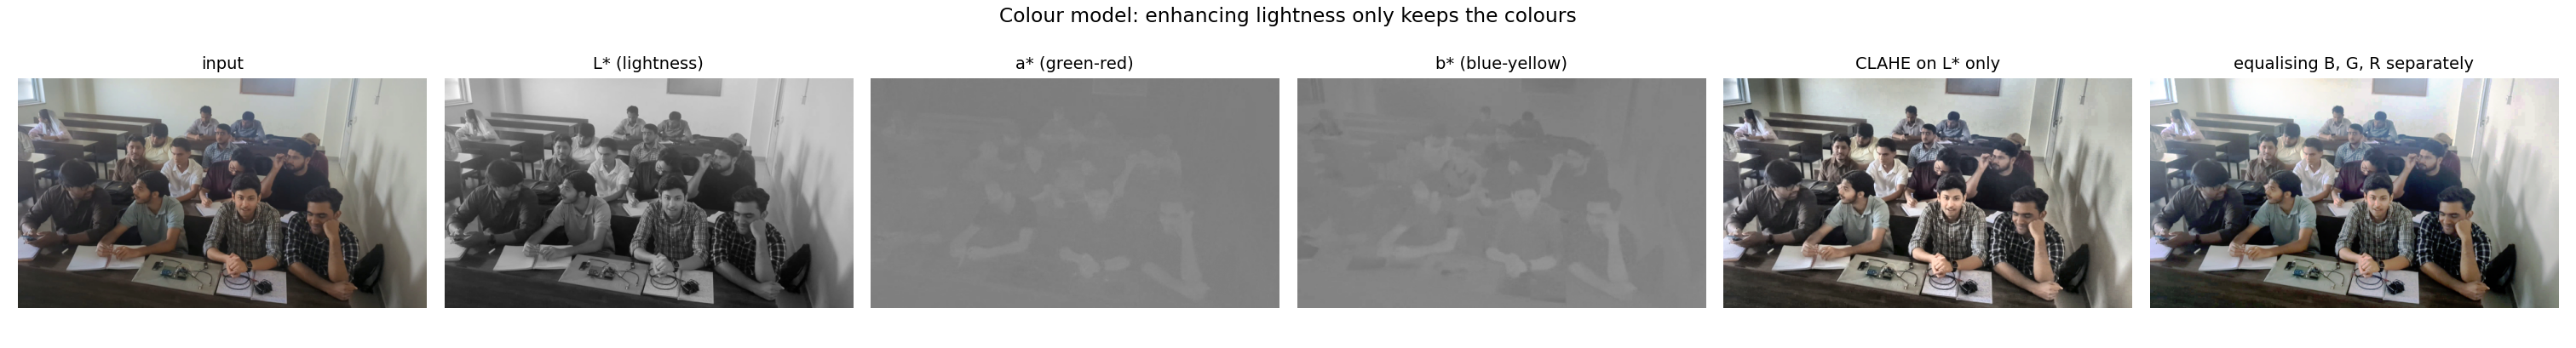 Colour model: enhancing lightness only keeps the colours
input
L* (lightness)
a* (green-red)
b* (blue-yellow)
CLAHE on L* only
equalising B, G, R separately